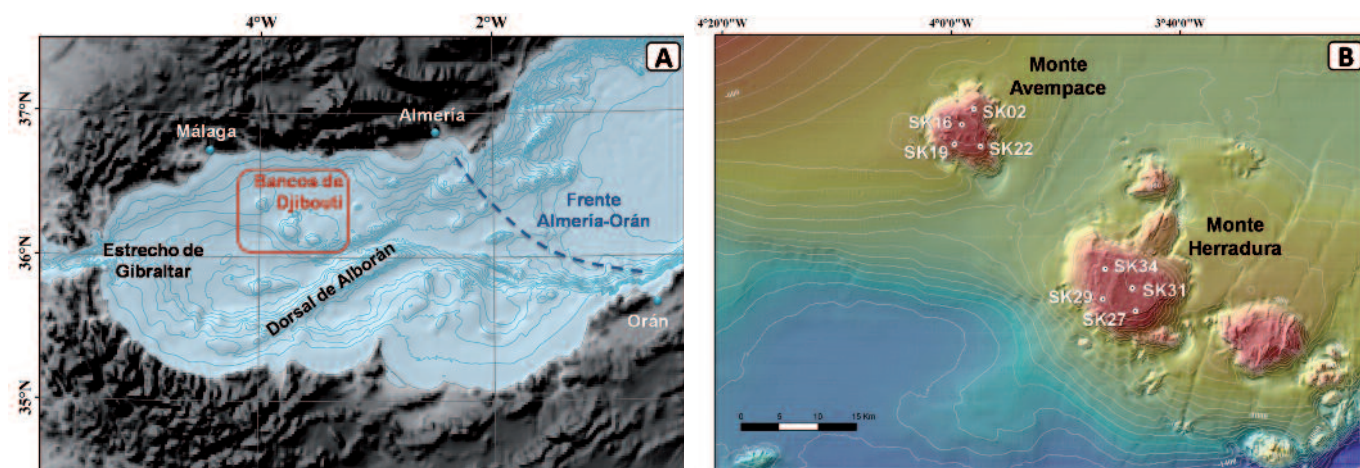 4°W
2°W
A
37°N
36°N
35°N
Málaga
Almería
Bancos de
Djibouti
Frente
Almería-Orán
Estrecho de
Gibraltar
Dorsal de Alborán
Orán
4°20'0"W
4°0'0"W
3°40'0"W
B
Monte
Avempace
SK02
SK16
SK19
SK22
Monte
Herradura
SK34
SK31
SK29
SK27
0 5 10 15 Km